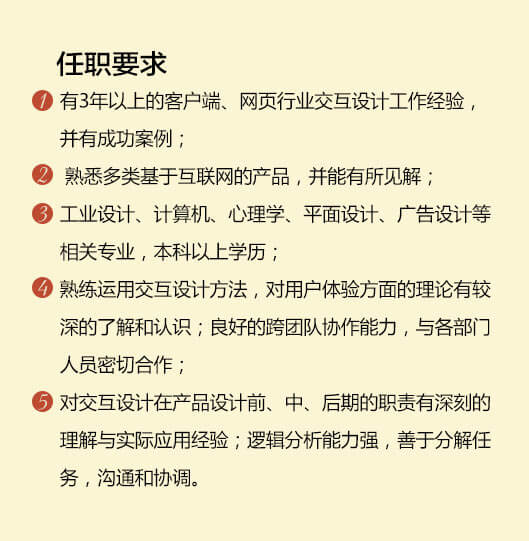 任职要求
1 有3年以上的客户端、网页行业交互设计工作经验，
并有成功案例；
2 熟悉多类基于互联网的产品，并能有所见解；
3 工业设计、计算机、心理学、平面设计、广告设计等
相关专业，本科以上学历；
4 熟练运用交互设计方法，对用户体验方面的理论有较
深的了解和认识；良好的跨团队协作能力，与各部门
人员密切合作；
5 对交互设计在产品设计前、中、后期的职责有深刻的
理解与实际应用经验；逻辑分析能力强，善于分解任
务，沟通和协调。